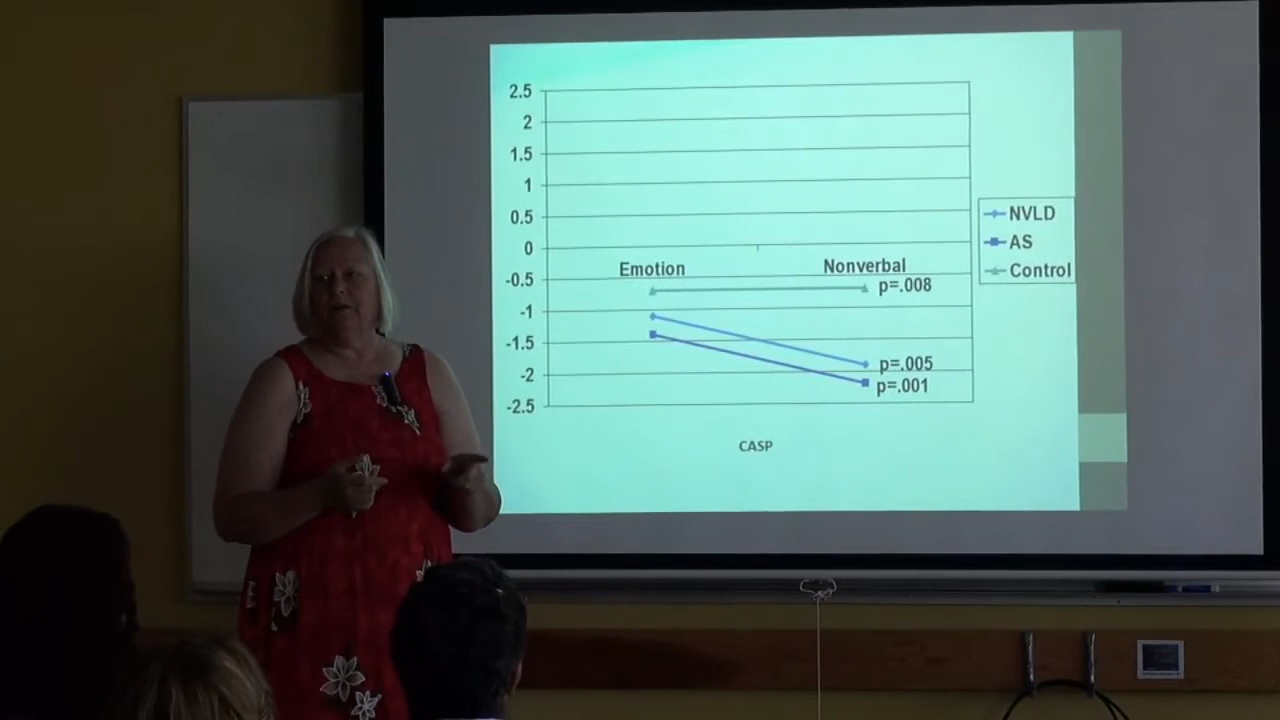 2.5
2
1.5
1
0.5
0
-0.5
-1
-1.5
-2
-2.5
Emotion
Nonverbal
p=.008
p=.005
p=.001
CASP
NVLD
AS
Control